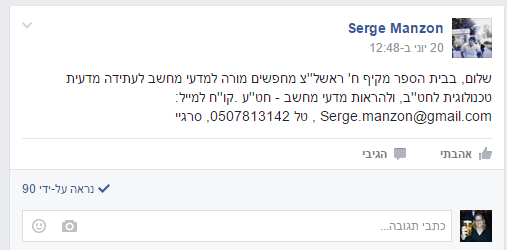 Serge Manzon
20 יוני ב-12:48
שלום, בבית הספר מקיף ח' ראשל''צ מחפשים מורה למדעי מחשב לעתידה מדעית
טכנולוגית לחט''ב, ולהוראת מדעי מחשב - חט''ע .קו''ח למייל:
Serge.manzon@gmail.com , טל 0507813142, סרגיי
אהבתי הגיבי
נראה על-ידי 90
כתבי תגובה...